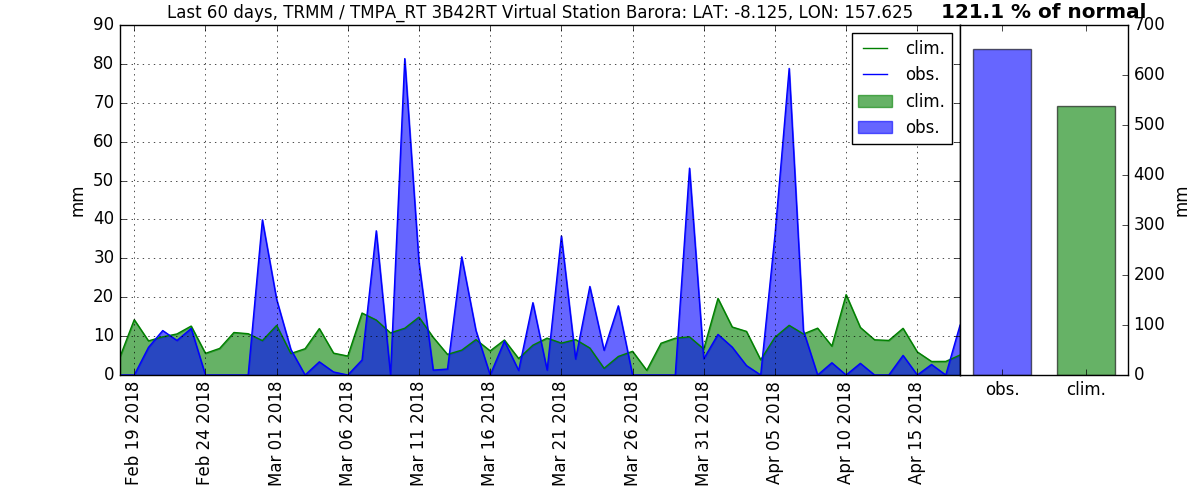 Last 60 days, TRMM / TMPA_RT 3B42RT Virtual Station Barora: LAT: -8.125, LON: 157.625
121.1 % of normal
90
80
70
60
50
40
30
20
10
0
mm
clim.
obs.
clim.
obs.
Feb 19 2018
Feb 24 2018
Mar 01 2018
Mar 06 2018
Mar 11 2018
Mar 16 2018
Mar 21 2018
Mar 26 2018
Mar 31 2018
Apr 05 2018
Apr 10 2018
Apr 15 2018
700
600
500
400
300
200
100
0
mm
obs.
clim.